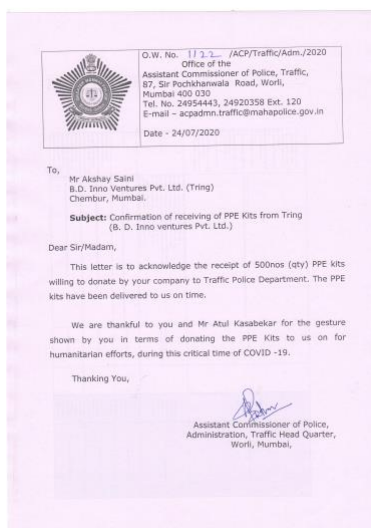 O.W. No. 1122 /ACP/Traffic/Adm./2020
Office of the
Assistant Commissioner of Police, Traffic,
87, Sir Pochkhanwala Road, Worli,
Mumbai 400 030
Tel. No. 24954443, 24920358 Ext. 120
E-mail – acpadmn.traffic@mahapolice.gov.in
Date - 24/07/2020
To,
Mr Akshay Saini
B.D. Inno Ventures Pvt. Ltd. (Tring)
Chembur, Mumbai.
Subject: Confirmation of receiving of PPE Kits from Tring
(B. D. Inno ventures Pvt. Ltd.)
Dear Sir/Madam,
This letter is to acknowledge the receipt of 500nos (qty) PPE kits
willing to donate by your company to Traffic Police Department. The PPE
kits have been delivered to us on time.
We are thankful to you and Mr Atul Kasabekar for the gesture
shown by you in terms of donating the PPE Kits to us on for
humanitarian efforts, during this critical time of COVID -19.
Thanking You,
Assistant Commissioner of Police,
Administration, Traffic Head Quarter,
Worli, Mumbai,